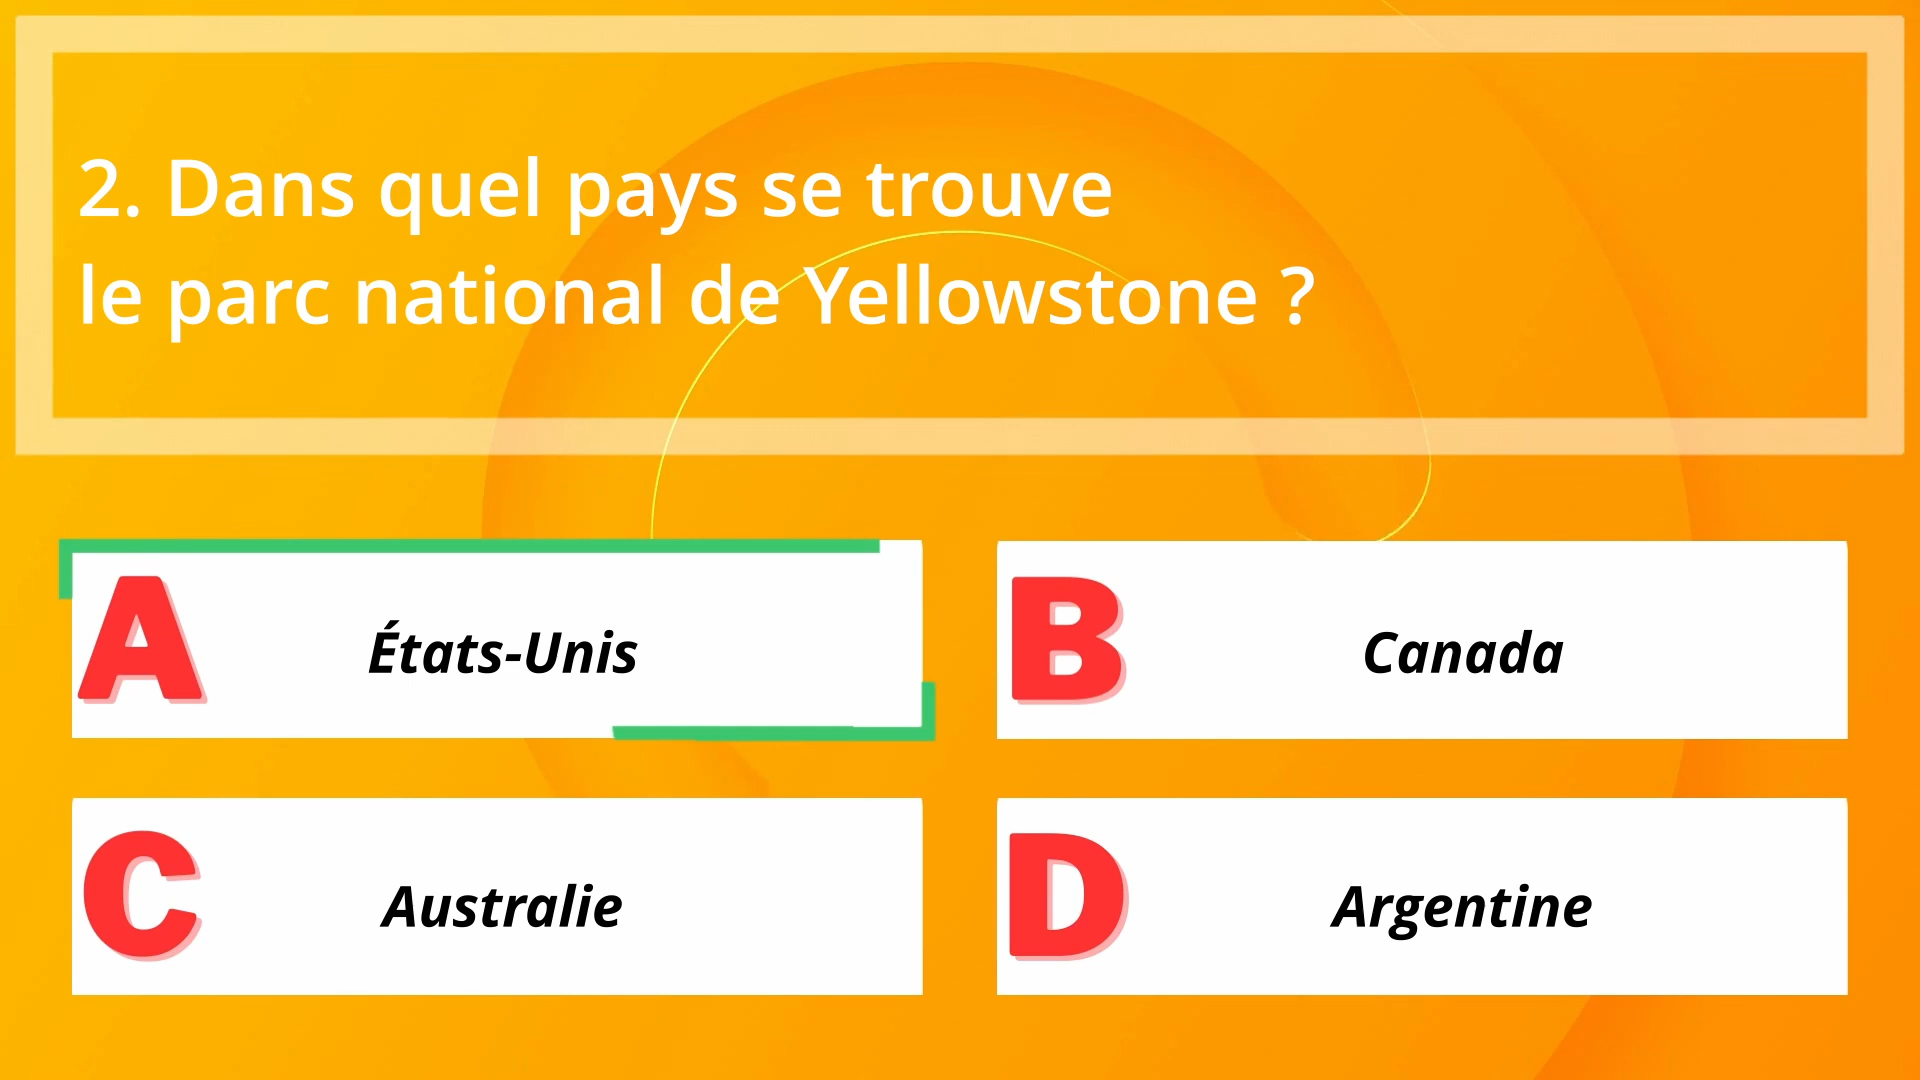 2. Dans quel pays se trouve
le parc national de Yellowstone ?
A États-Unis
B Canada
C Australie
D Argentine